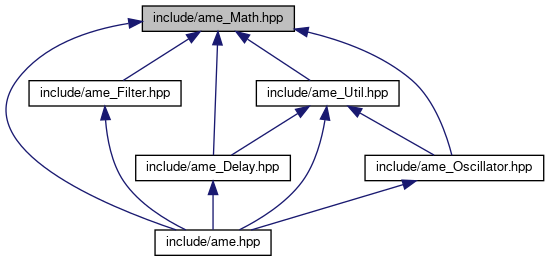 include/ame_Math.hpp
include/ame_Filter.hpp
include/ame_Util.hpp
include/ame_Delay.hpp
include/ame_Oscillator.hpp
include/ame.hpp